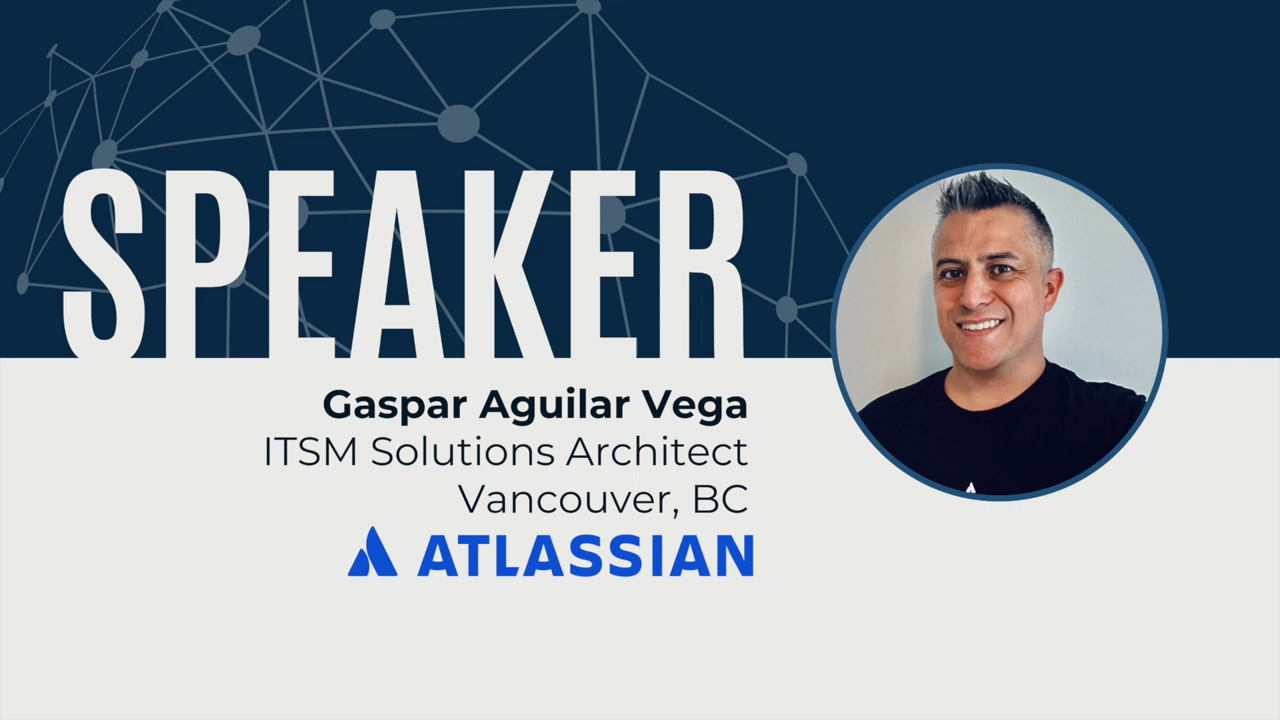 SPEAKER
Gaspar Aguilar Vega
ITSM Solutions Architect
Vancouver, BC
ATLASSIAN